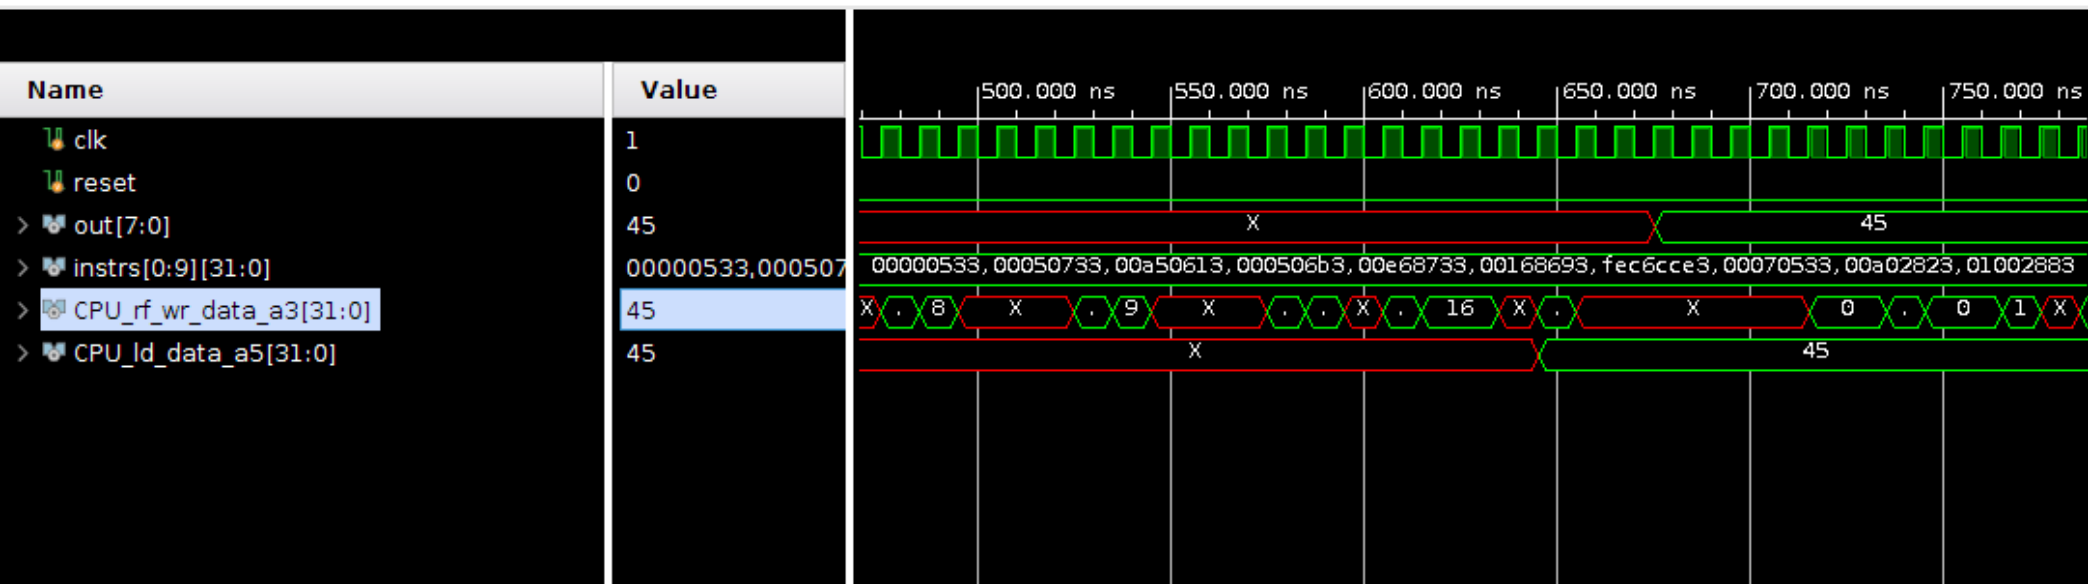 Name Value 500.000 ns 550.000 ns 600.000 ns 650.000 ns 700.000 ns 750.000 ns
clk 1
reset 0
out[7:0] 45 X 45
instrs[0:9][31:0] 00000533,000507 00000533,00050733,00a50613,000506b3,00e68733,00168693,fec6cce3,00070533,00a02823,01002883
CPU_rf_wr_data_a3[31:0] 45 X . 8 X . 9 X . . X . 16 X . X 0 . 0 1 X
CPU_ld_data_a5[31:0] 45 X 45